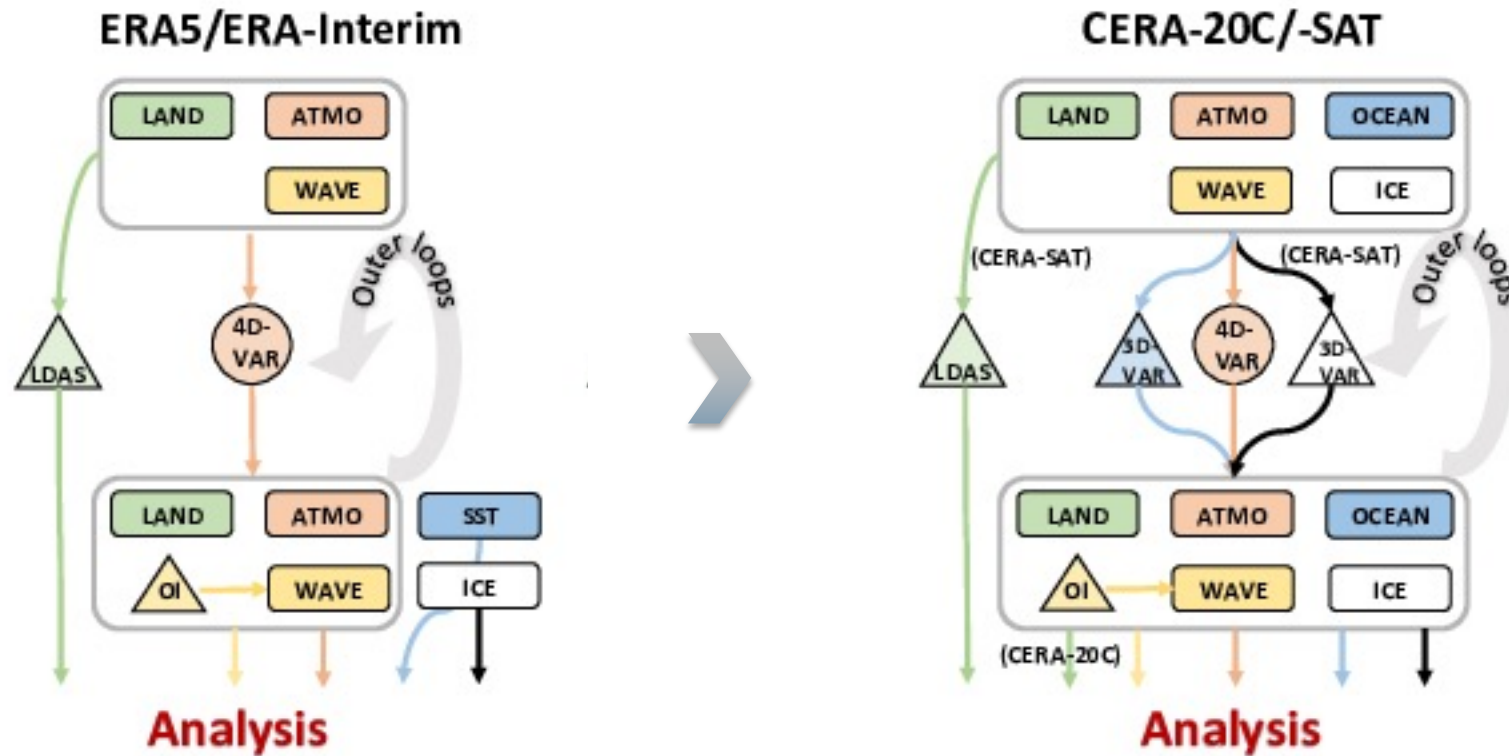 ERA5/ERA-Interim
LAND
ATMO
WAVE
Outer loops
LDAS
4D-
VAR
LAND
ATMO
SST
OI
WAVE
ICE
Analysis
CERA-20C/-SAT
LAND
ATMO
OCEAN
WAVE
ICE
(CERA-SAT)
(CERA-SAT)
Outer loops
LDAS
3D-
VAR
4D-
VAR
3D-
VAR
LAND
ATMO
OCEAN
OI
WAVE
ICE
(CERA-20C)
Analysis